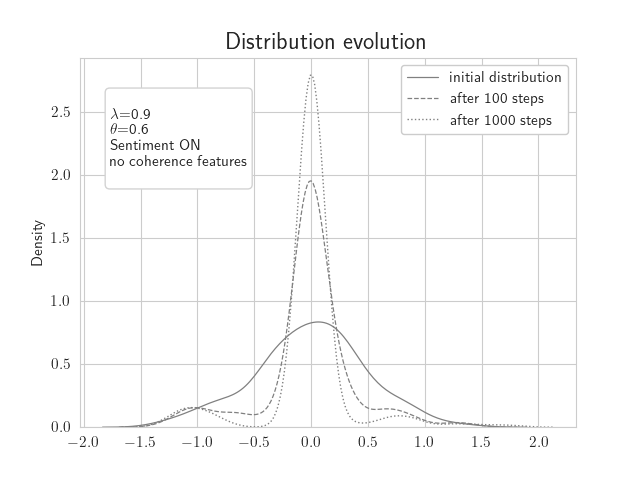 Distribution evolution
initial distribution
after 100 steps
after 1000 steps
λ=0.9
θ=0.6
Sentiment ON
no coherence features
Density
2.5
2.0
1.5
1.0
0.5
0.0
−2.0 −1.5 −1.0 −0.5 0.0 0.5 1.0 1.5 2.0